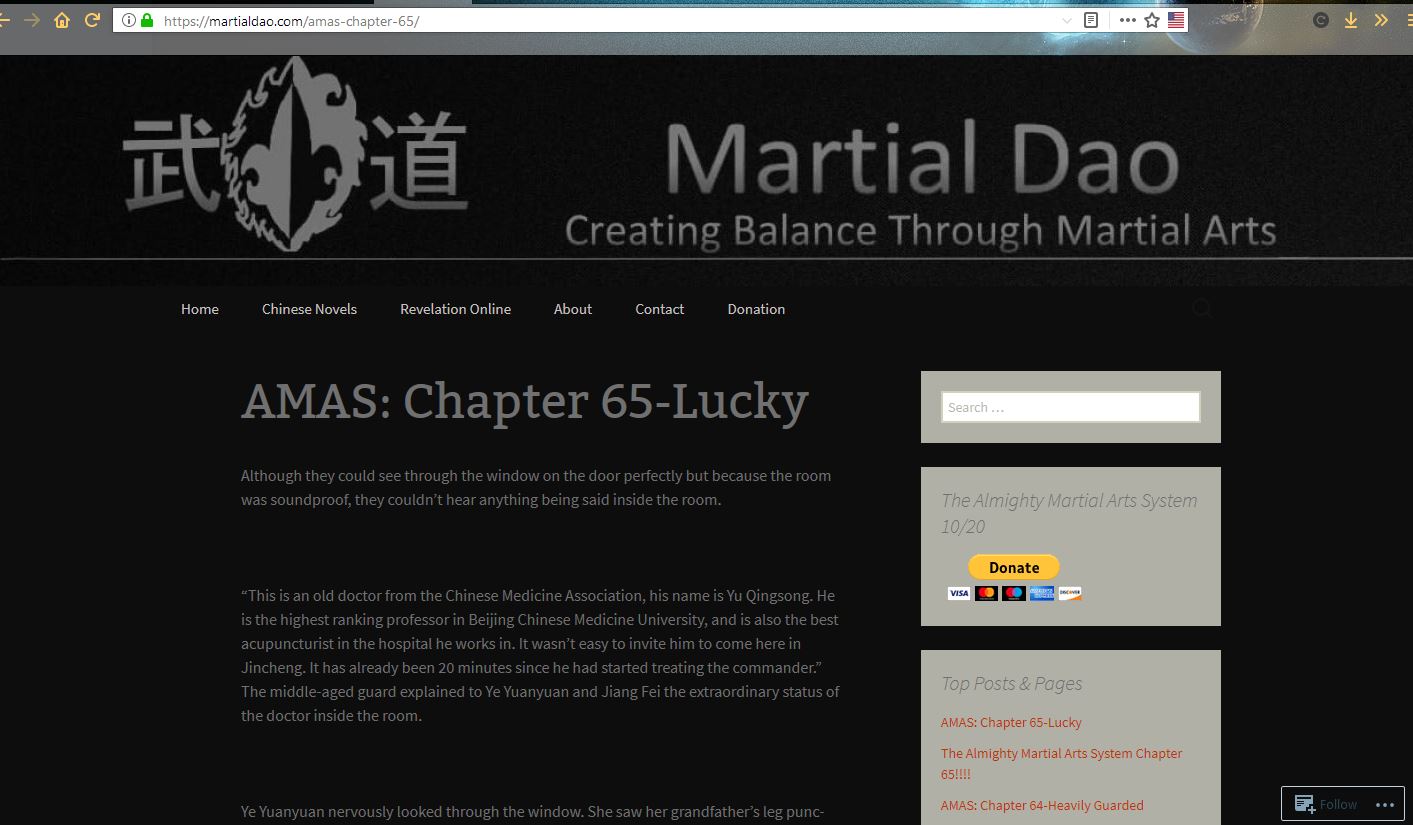 https://martialdao.com/amas-chapter-65/
武 道
Martial Dao
Creating Balance Through Martial Arts
Home Chinese Novels Revelation Online About Contact Donation
AMAS: Chapter 65-Lucky
Although they could see through the window on the door perfectly but because the room
was soundproof, they couldn’t hear anything being said inside the room.
“This is an old doctor from the Chinese Medicine Association, his name is Yu Qingsong. He
is the highest ranking professor in Beijing Chinese Medicine University, and is also the best
acupuncturist in the hospital he works in. It wasn’t easy to invite him to come here in
Jincheng. It has already been 20 minutes since he had started treating the commander.”
The middle-aged guard explained to Ye Yuanyuan and Jiang Fei the extraordinary status of
the doctor inside the room.
Ye Yuanyuan nervously looked through the window. She saw her grandfather’s leg punc-
Search …
The Almighty Martial Arts System
10/20
Donate
VISA
DISCOVER
Top Posts & Pages
AMAS: Chapter 65-Lucky
The Almighty Martial Arts System Chapter
65!!!!
AMAS: Chapter 64-Heavily Guarded
Follow